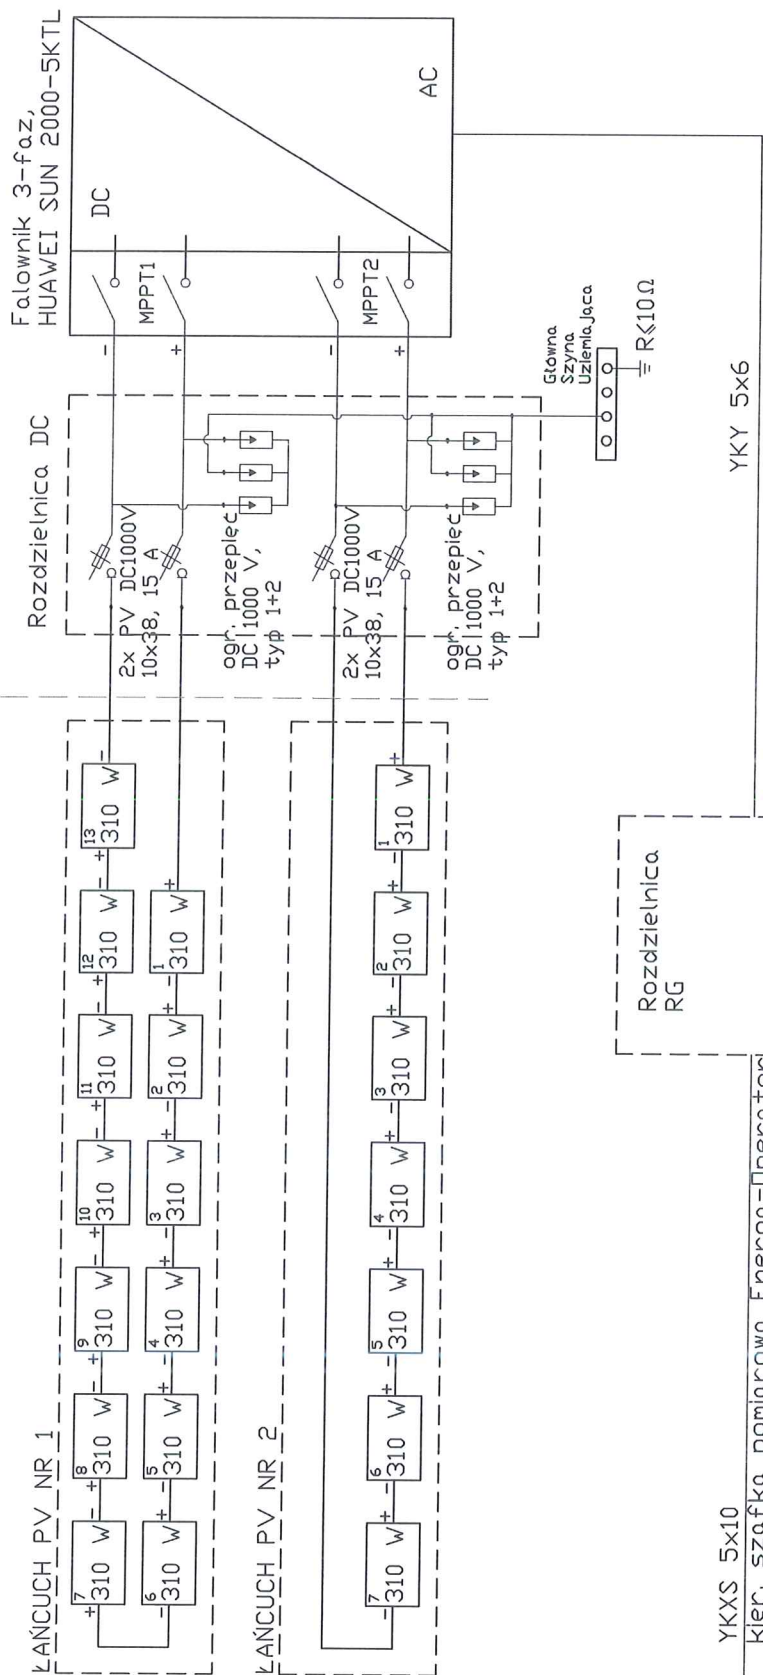 Falownik 3-faz,
HUAWEI SUN 2000-5KTL
DC
AC
MPPT1
MPPT2
-
+
-
+
Rozdzielnica DC
2x PV DC1000V
10x38, 15 A
ogr. przepięć
DC 1000 V,
typ 1+2
2x PV DC1000V
10x38, 15 A
ogr. przepięć
DC 1000 V,
typ 1+2
Główna
Szyna
Uziemiająca
R<10Ω
ŁAŃCUCH PV NR 1
7
310 W
+ -
8
310 W
+ -
9
310 W
+ -
10
310 W
+ -
11
310 W
+ -
12
310 W
+ -
13
310 W
+ -
6
310 W
- +
5
310 W
- +
4
310 W
- +
3
310 W
- +
2
310 W
- +
1
310 W
- +
ŁAŃCUCH PV NR 2
7
310 W
- +
6
310 W
- +
5
310 W
- +
4
310 W
- +
3
310 W
- +
2
310 W
- +
1
310 W
- +
Rozdzielnica
RG
YKY 5x6
YKXS 5x10
kier. szafka pomiarowa Energa-Operator